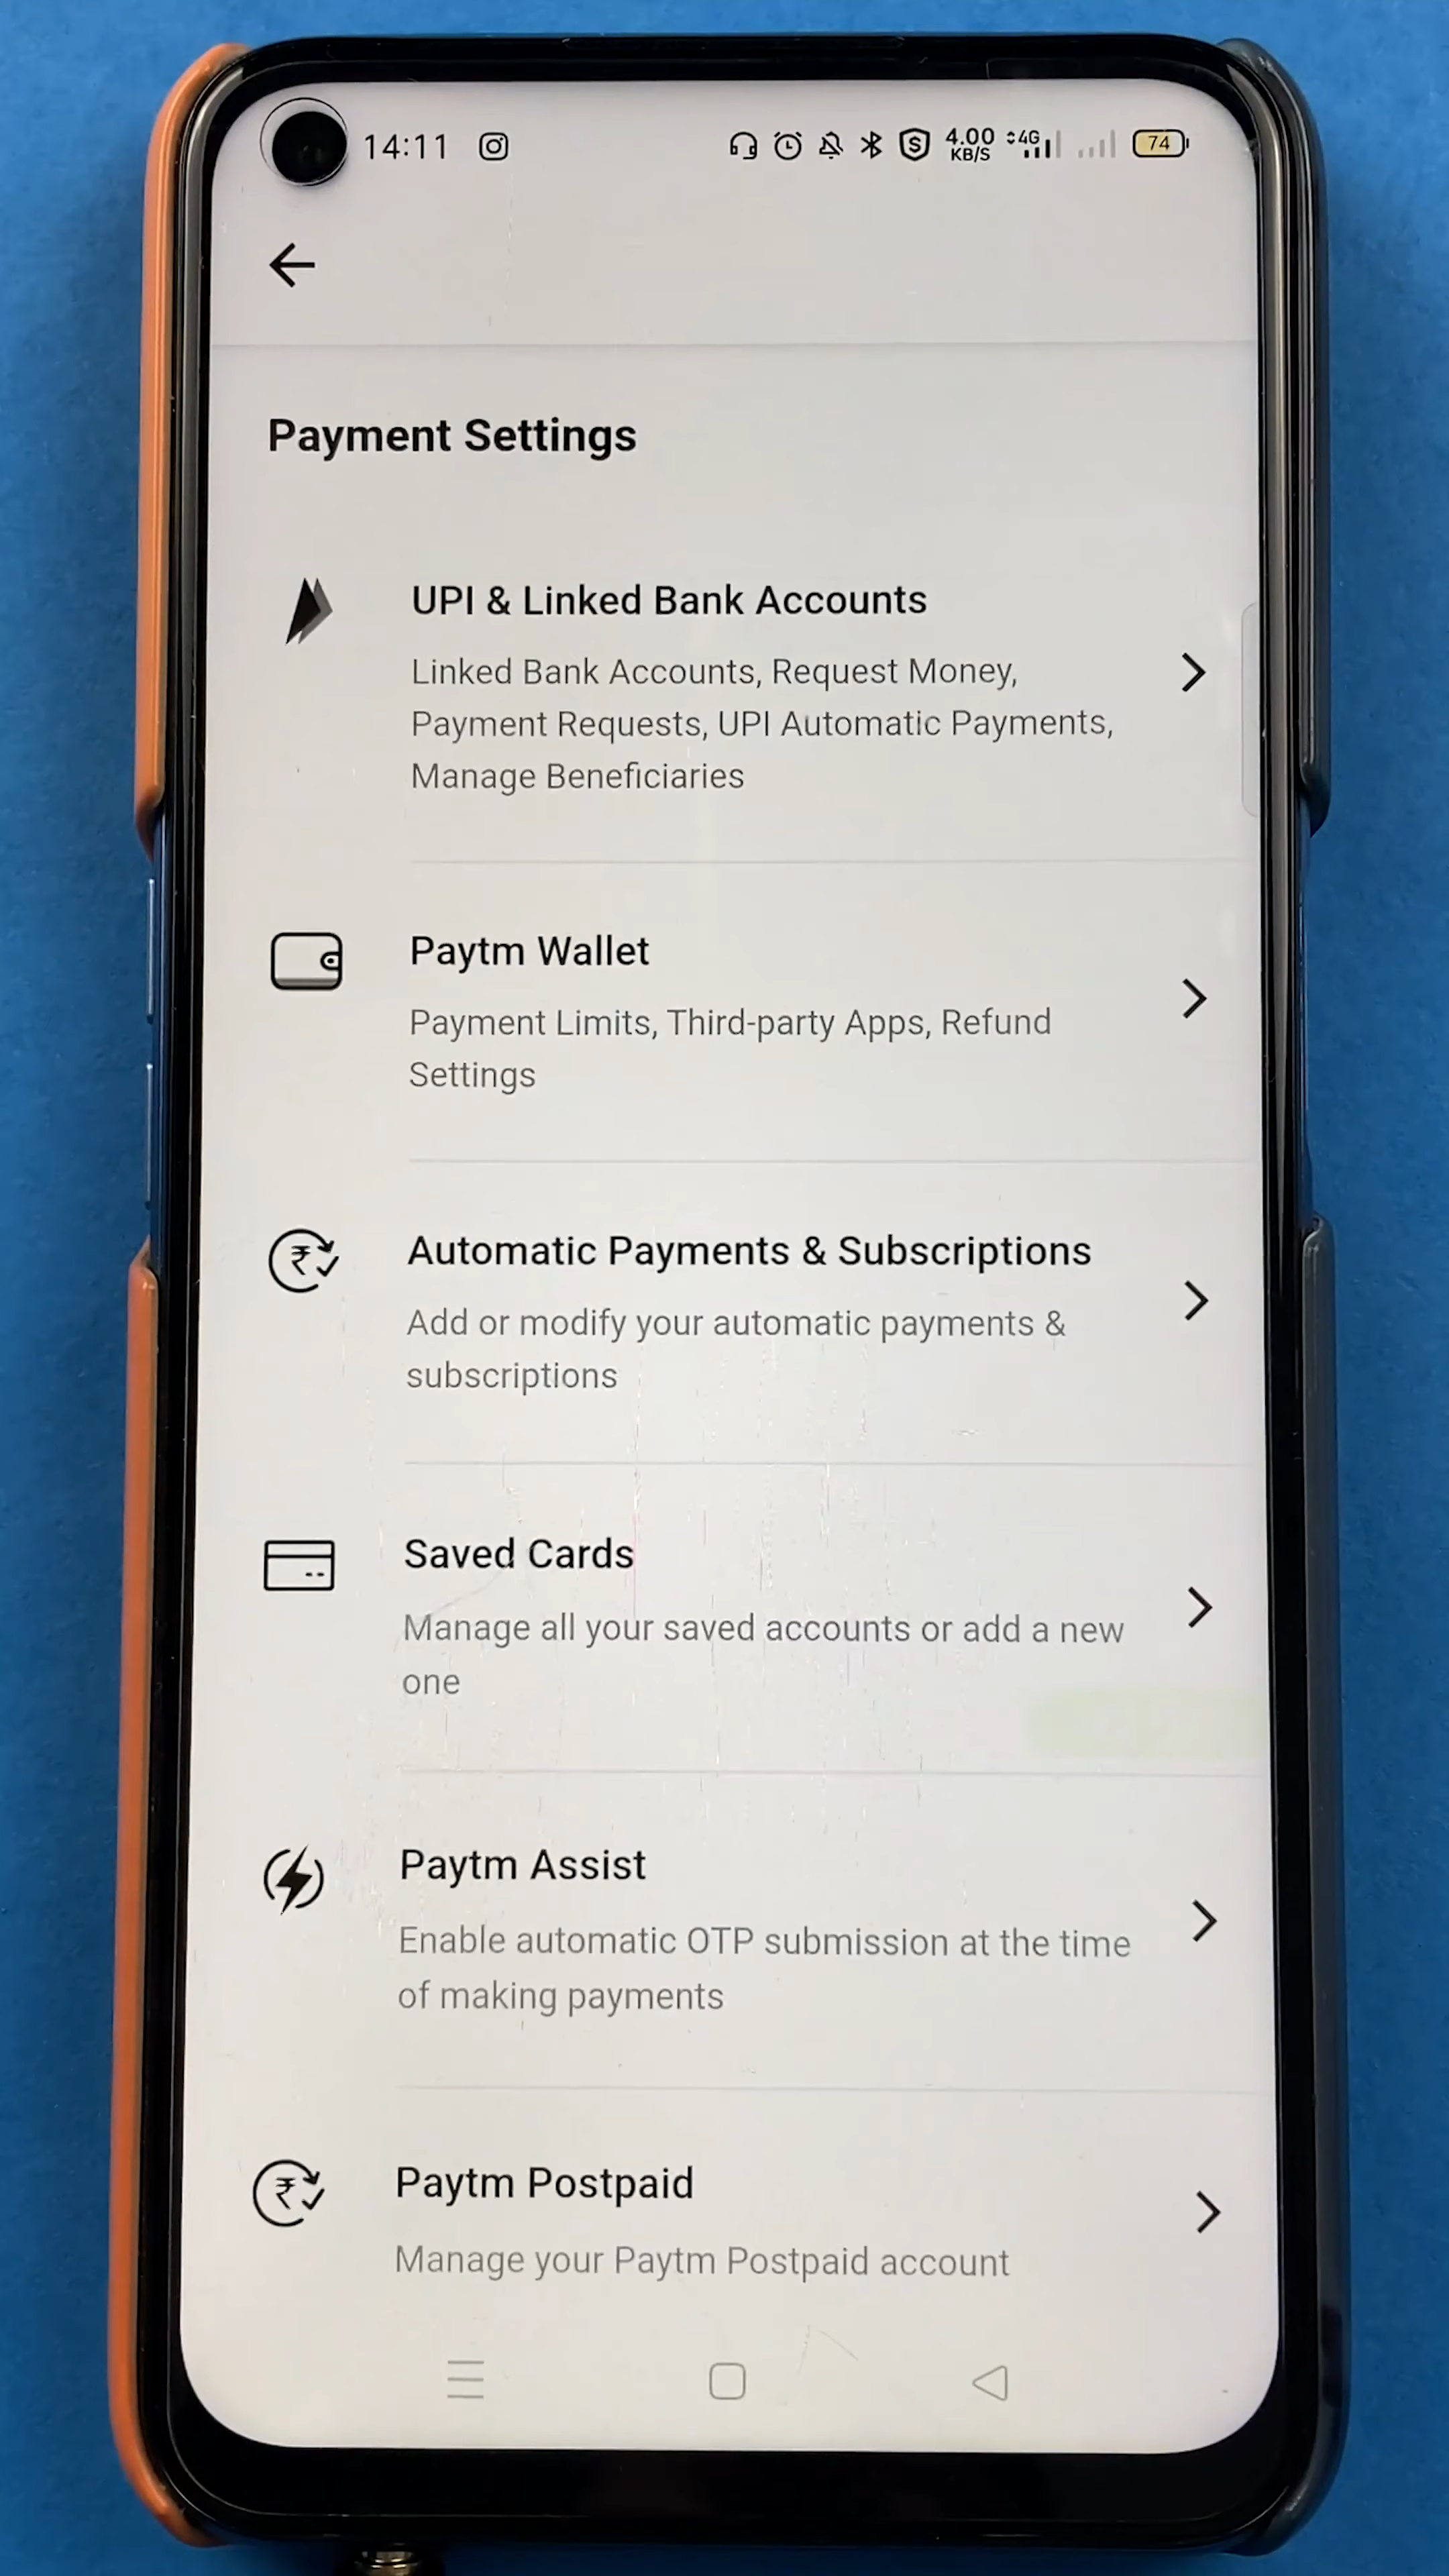 14:11 4.00 KB/S 4G 74
Payment Settings
UPI & Linked Bank Accounts
Linked Bank Accounts, Request Money,
Payment Requests, UPI Automatic Payments,
Manage Beneficiaries
Paytm Wallet
Payment Limits, Third-party Apps, Refund
Settings
Automatic Payments & Subscriptions
Add or modify your automatic payments &
subscriptions
Saved Cards
Manage all your saved accounts or add a new
one
Paytm Assist
Enable automatic OTP submission at the time
of making payments
Paytm Postpaid
Manage your Paytm Postpaid account